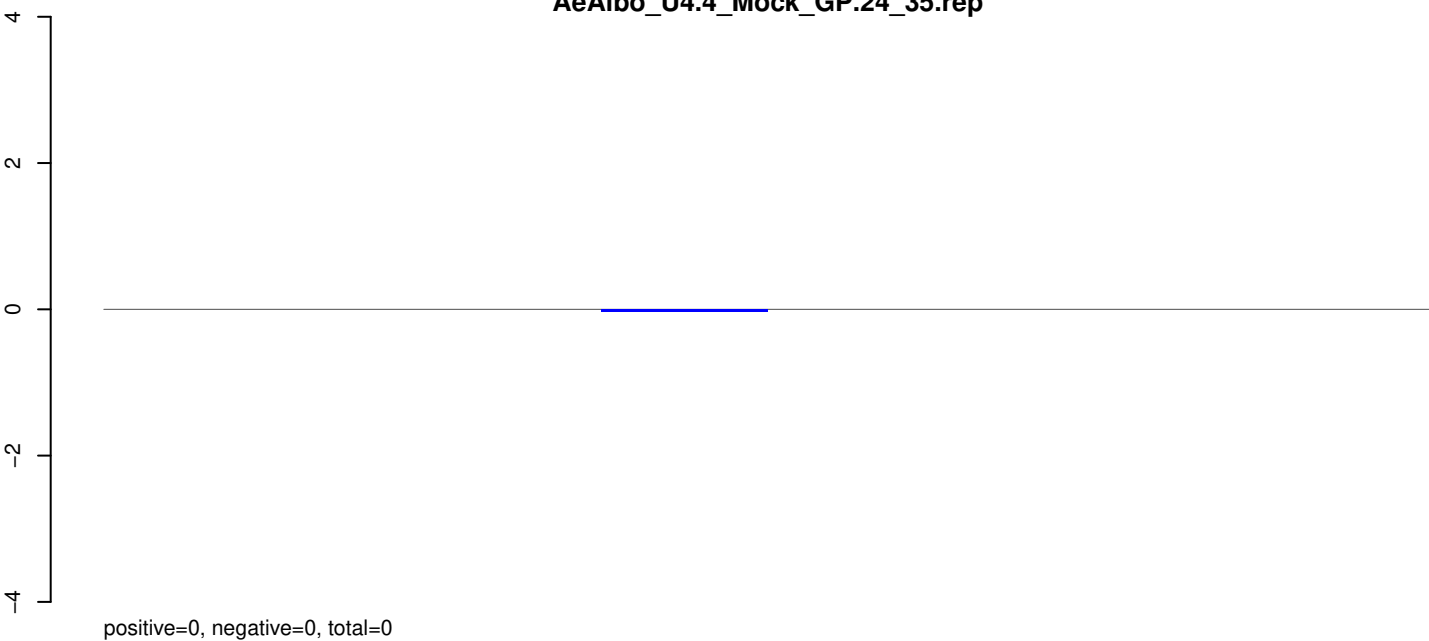 AeAlbo_U4.4_Mock_GP.24_35.rep
4
2
0
−2
−4
positive=0, negative=0, total=0